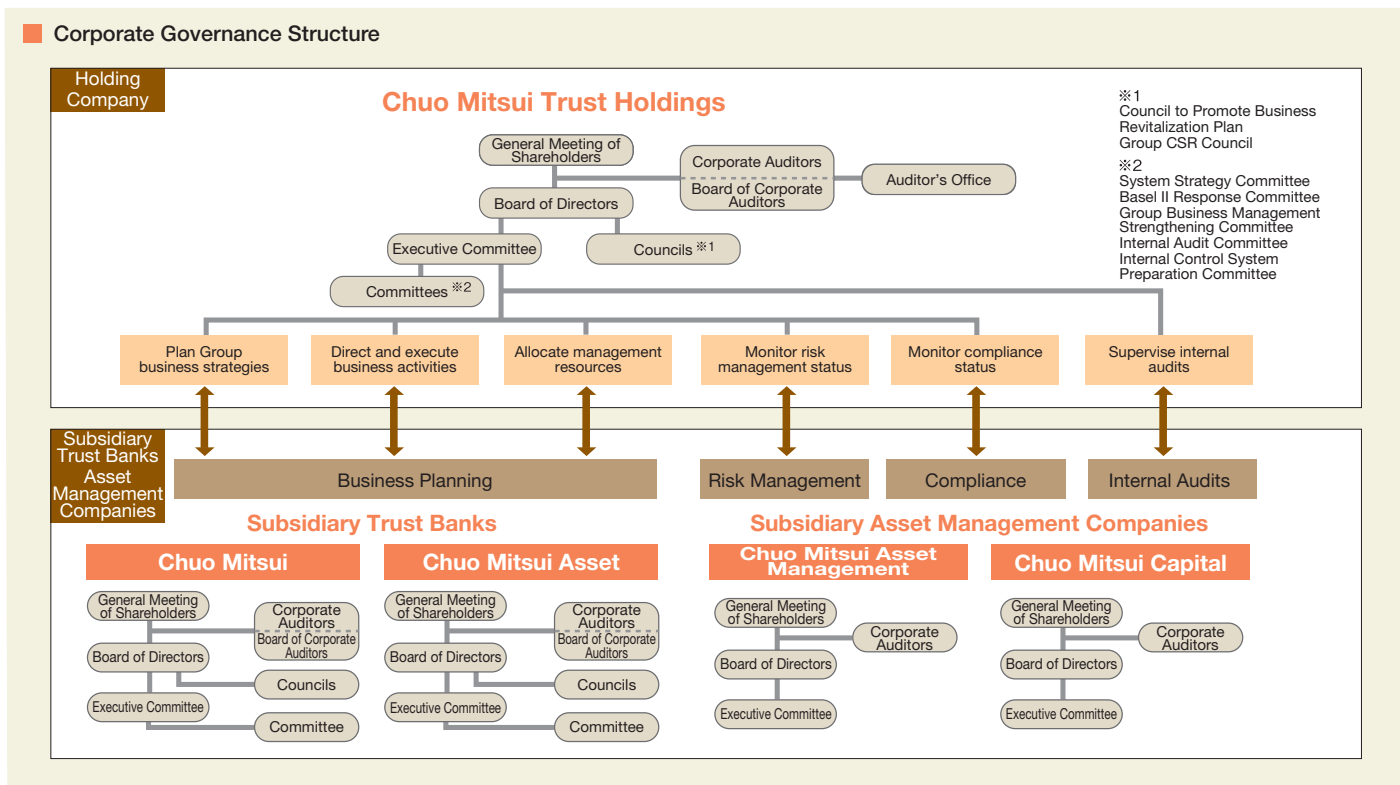 Corporate Governance Structure
Holding
Company
Chuo Mitsui Trust Holdings
※1
Council to Promote Business
Revitalization Plan
Group CSR Council
※2
System Strategy Committee
Basel II Response Committee
Group Business Management
Strengthening Committee
Internal Audit Committee
Internal Control System
Preparation Committee
General Meeting of
Shareholders
Corporate Auditors
Board of Corporate
Auditors
Auditor's Office
Board of Directors
Executive Committee
Councils ※1
Committees ※2
Plan Group
business strategies
Direct and execute
business activities
Allocate management
resources
Monitor risk
management status
Monitor compliance
status
Supervise internal
audits
Subsidiary
Trust Banks
Asset
Management
Companies
Business Planning
Risk Management
Compliance
Internal Audits
Subsidiary Trust Banks
Subsidiary Asset Management Companies
Chuo Mitsui
General Meeting
of Shareholders
Corporate
Auditors
Board of Corporate
Auditors
Board of Directors
Councils
Executive Committee
Committee
Chuo Mitsui Asset
General Meeting
of Shareholders
Corporate
Auditors
Board of Corporate
Auditors
Board of Directors
Councils
Executive Committee
Committee
Chuo Mitsui Asset
Management
General Meeting
of Shareholders
Corporate
Auditors
Board of Directors
Executive Committee
Chuo Mitsui Capital
General Meeting
of Shareholders
Corporate
Auditors
Board of Directors
Executive Committee